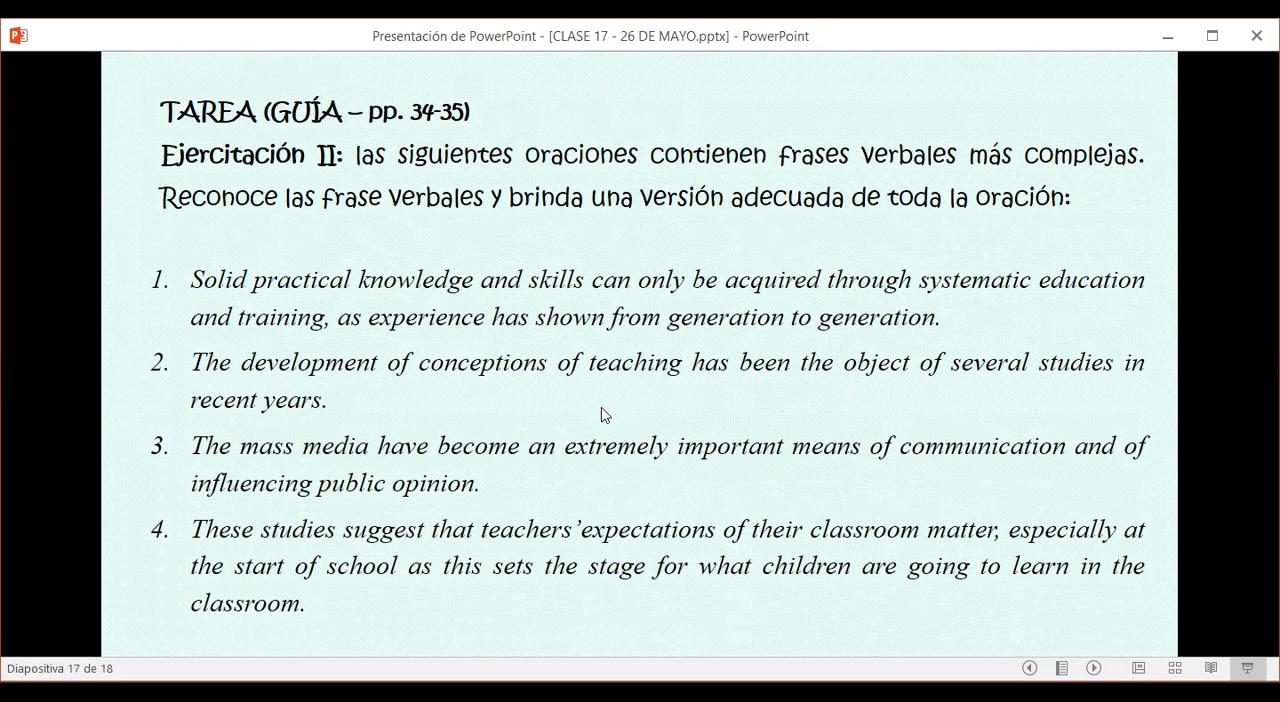 Presentación de PowerPoint - [CLASE 17 - 26 DE MAYO.pptx] - PowerPoint
TAREA (GUÍA – pp. 34-35)
Ejercitación II: las siguientes oraciones contienen frases verbales más complejas.
Reconoce las frase verbales y brinda una versión adecuada de toda la oración:
1. Solid practical knowledge and skills can only be acquired through systematic education
and training, as experience has shown from generation to generation.
2. The development of conceptions of teaching has been the object of several studies in
recent years.
3. The mass media have become an extremely important means of communication and of
influencing public opinion.
4. These studies suggest that teachers’expectations of their classroom matter, especially at
the start of school as this sets the stage for what children are going to learn in the
classroom.
Diapositiva 17 de 18